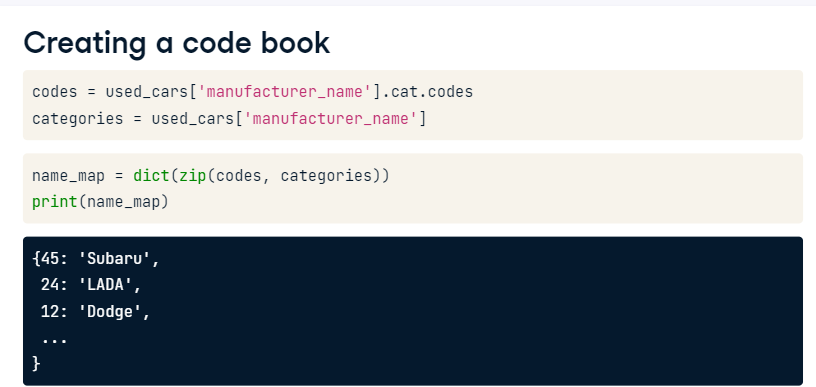 Creating a code book
codes = used_cars['manufacturer_name'].cat.codes
categories = used_cars['manufacturer_name']
name_map = dict(zip(codes, categories))
print(name_map)
{45: 'Subaru',
 24: 'LADA',
 12: 'Dodge',
 ...
}